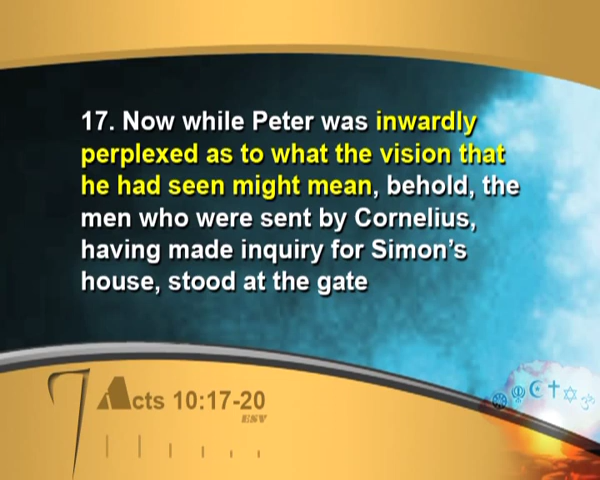 17. Now while Peter was inwardly
perplexed as to what the vision that
he had seen might mean, behold, the
men who were sent by Cornelius,
having made inquiry for Simon’s
house, stood at the gate
Acts 10:17-20
ESV